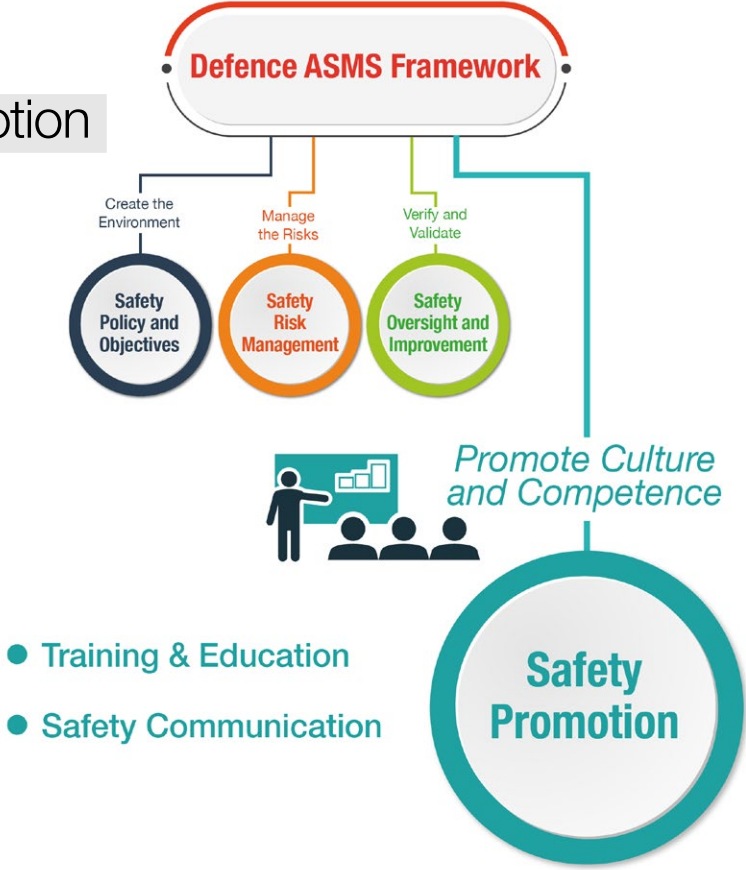 Defence ASMS Framework
Create the
Environment
Manage
the Risks
Verify and
Validate
Safety
Policy and
Objectives
Safety
Risk
Management
Safety
Oversight and
Improvement
Promote Culture
and Competence
● Training & Education
● Safety Communication
Safety
Promotion